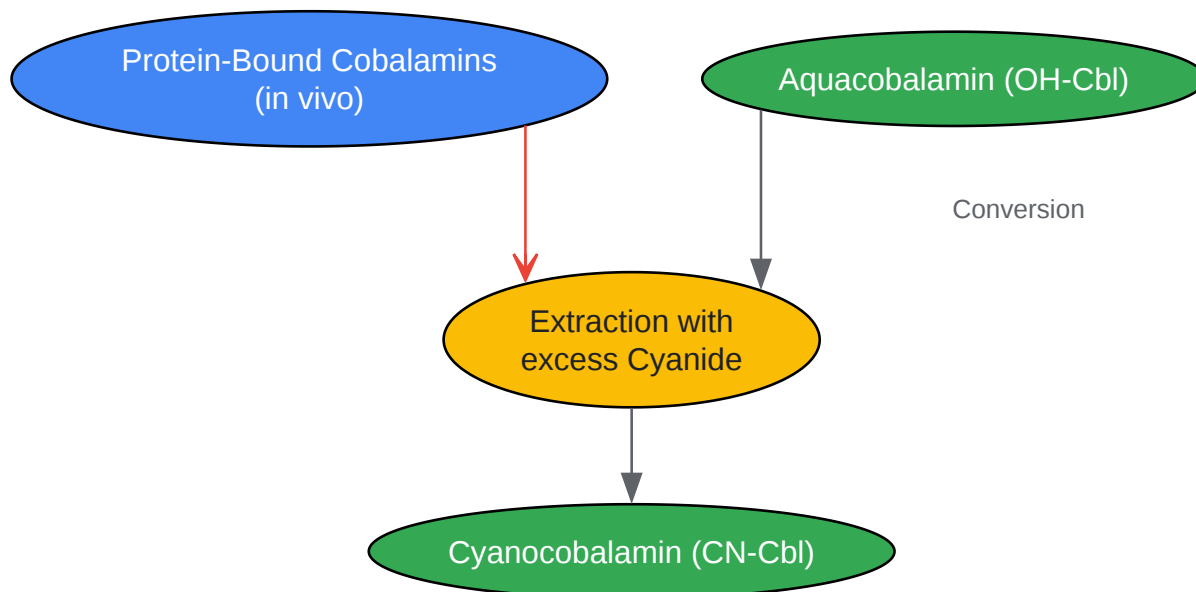 Protein-Bound Cobalamins
(in vivo)
Aquacobalamin (OH-Cbl)
Conversion
Extraction with
excess Cyanide
Cyanocobalamin (CN-Cbl)